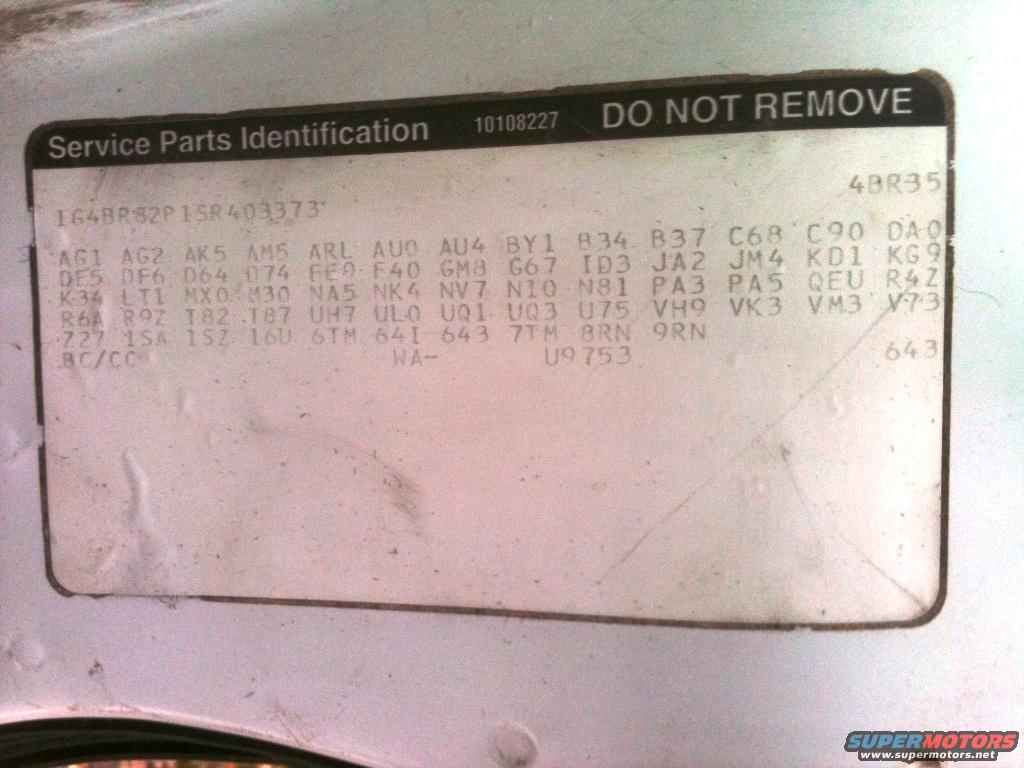 Service Parts Identification 10108227 DO NOT REMOVE
4BR35
1G4BR82P1SR403373
AG1 AG2 AK5 AM5 ARL AU0 AU4 BY1 B34 B37 C68 C90 DA0
DE5 DF6 D64 D74 FE9 F40 GM8 G67 ID3 JA2 JM4 KD1 KG9
K34 LT1 MX0 M30 NA5 NK4 NV7 N10 N81 PA3 PA5 QEU R4Z
R6A R9Z T82 T87 UH7 UL0 UQ1 UQ3 U75 VH9 VK3 VM3 V73
727 1SA 1SZ 16U 6TM 64I 643 7TM 8RN 9RN
BC/CC WA- U9753 643
SUPERMOTORS
www.supermotors.net